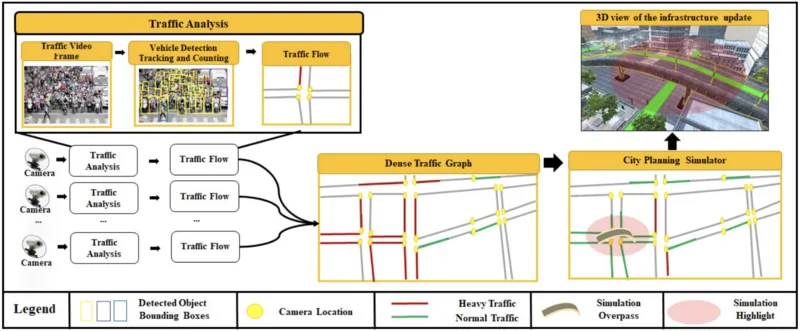 Traffic Analysis
Traffic Video
Frame
Vehicle Detection
Tracking and Counting
Traffic Flow
3D view of the infrastructure update
Camera
Traffic
Analysis
Traffic Flow
Camera
Traffic
Analysis
Traffic Flow
...
...
...
Camera
Traffic
Analysis
Traffic Flow
Dense Traffic Graph
City Planning Simulator
Legend
Detected Object
Bounding Boxes
Camera Location
Heavy Traffic
Normal Traffic
Simulation
Overpass
Simulation
Highlight